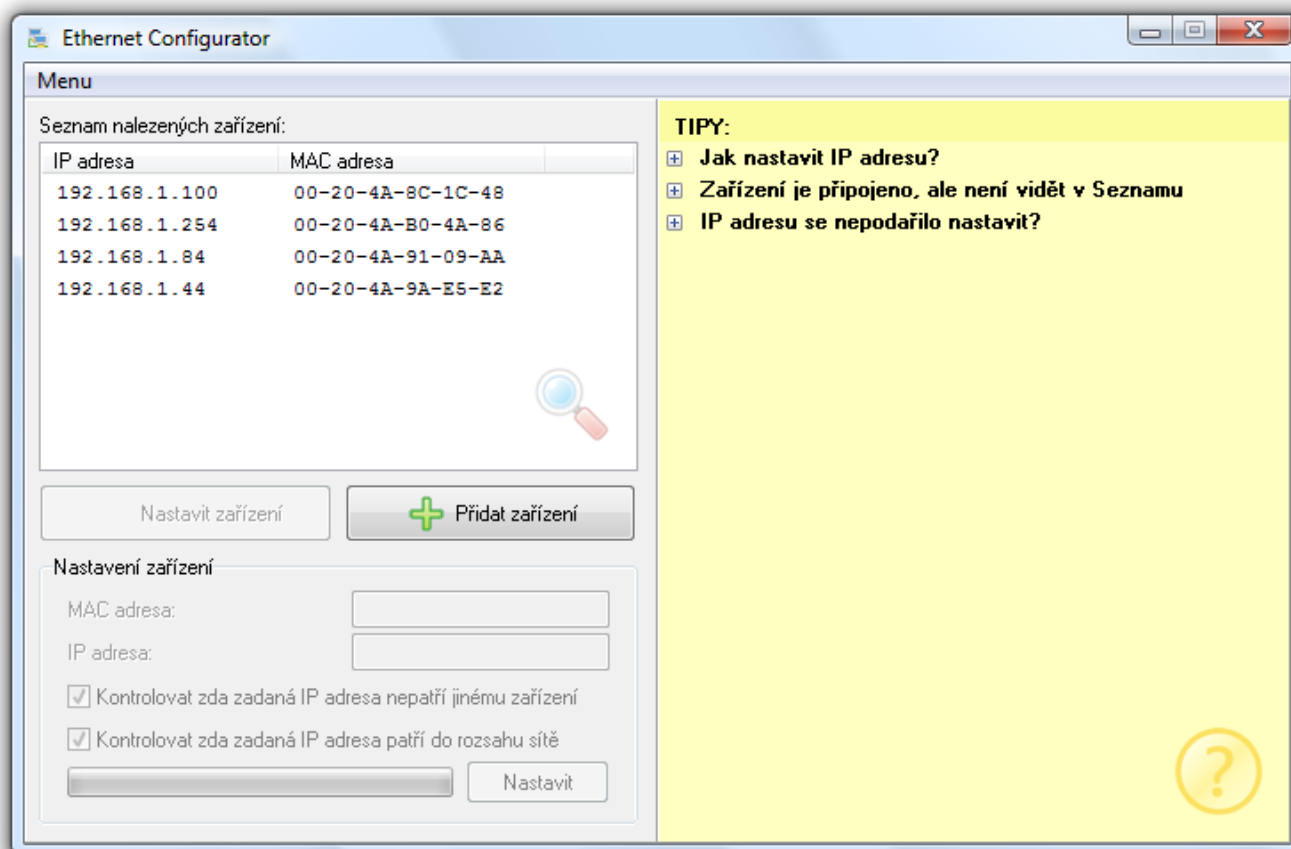 Ethernet Configurator
Menu
Seznam nalezených zařízení:
IP adresa MAC adresa
192.168.1.100 00-20-4A-8C-1C-48
192.168.1.254 00-20-4A-B0-4A-86
192.168.1.84 00-20-4A-91-09-AA
192.168.1.44 00-20-4A-9A-E5-E2
Nastavit zařízení Přidat zařízení
Nastavení zařízení
MAC adresa:
IP adresa:
Kontrolovat zda zadaná IP adresa nepatří jinému zařízení
Kontrolovat zda zadaná IP adresa patří do rozsahu sítě
Nastavit
TIPY:
Jak nastavit IP adresu?
Zařízení je připojeno, ale není vidět v Seznamu
IP adresu se nepodařilo nastavit?
?